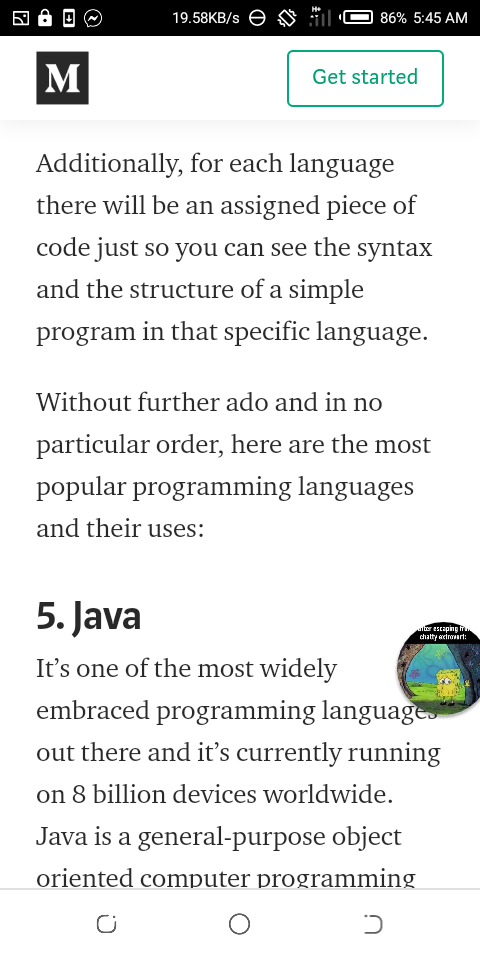 19.58KB/s H+ 86% 5:45 AM
M
Get started
Additionally, for each language
there will be an assigned piece of
code just so you can see the syntax
and the structure of a simple
program in that specific language.
Without further ado and in no
particular order, here are the most
popular programming languages
and their uses:
5. Java
It’s one of the most widely
escaping
chatty extrovert:
embraced programming languages
out there and it’s currently running
on 8 billion devices worldwide.
Java is a general-purpose object
oriented computer programming